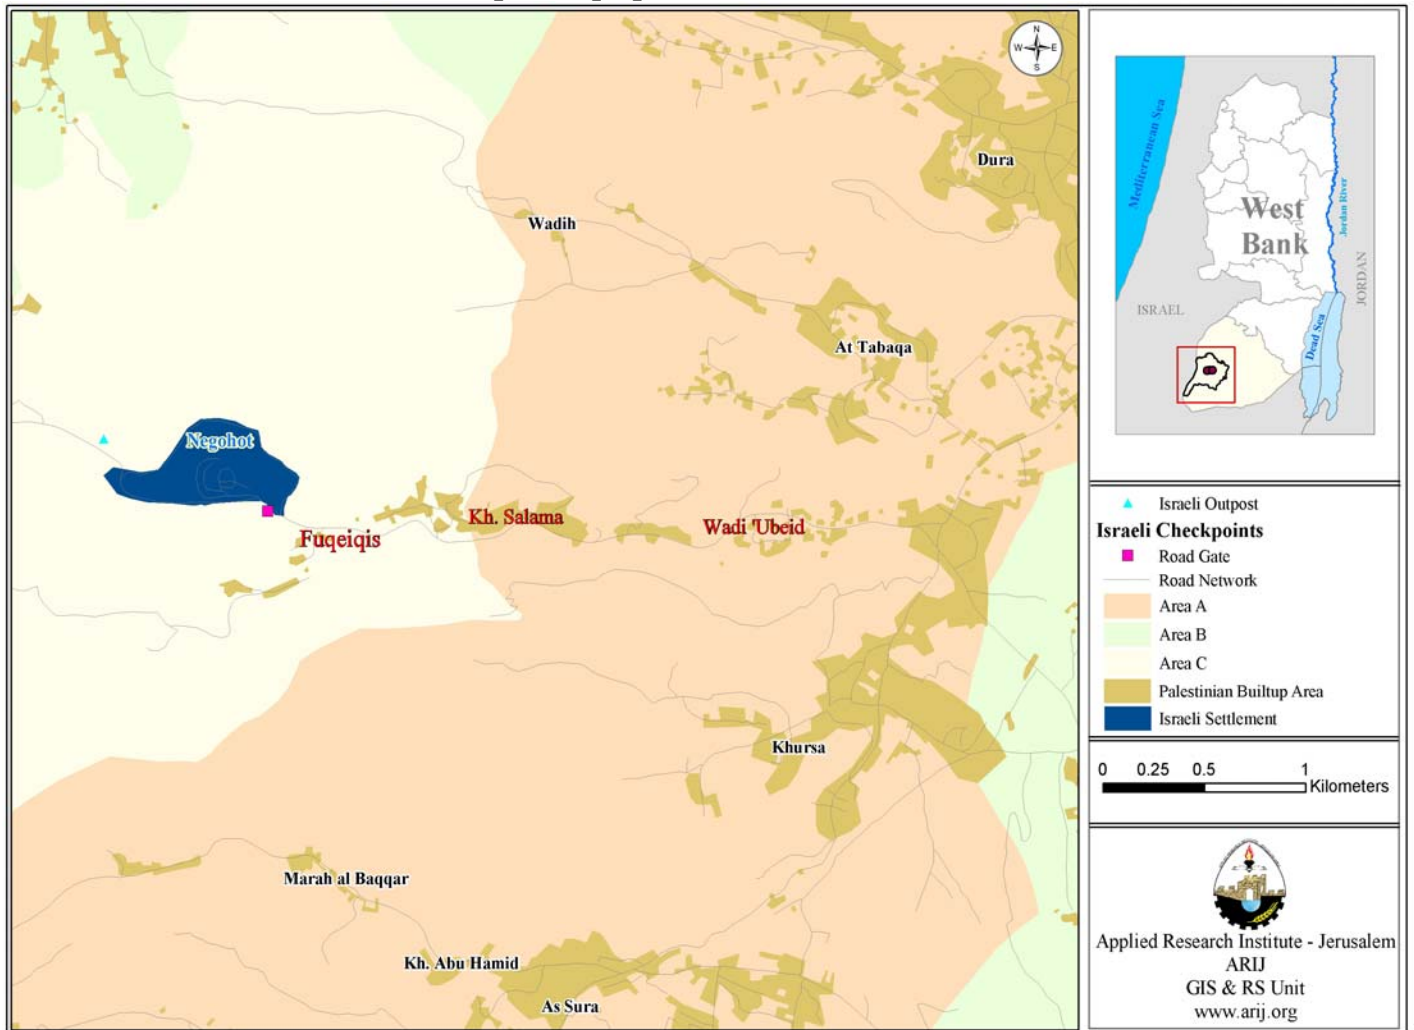 N
W E
S
Dura
Wadih
At Tabaqa
Negohot
Kh. Salama
Wadi 'Ubeid
Fuqeiqis
Khursa
Marah al Baqqar
Kh. Abu Hamid
As Sura
Mediterranean Sea
West
Bank
Jordan River
JORDAN
ISRAEL
Dead Sea
Israeli Outpost
Israeli Checkpoints
Road Gate
Road Network
Area A
Area B
Area C
Palestinian Builtup Area
Israeli Settlement
0 0.25 0.5 1
Kilometers
Applied Research Institute - Jerusalem
ARIJ
GIS & RS Unit
www.arij.org